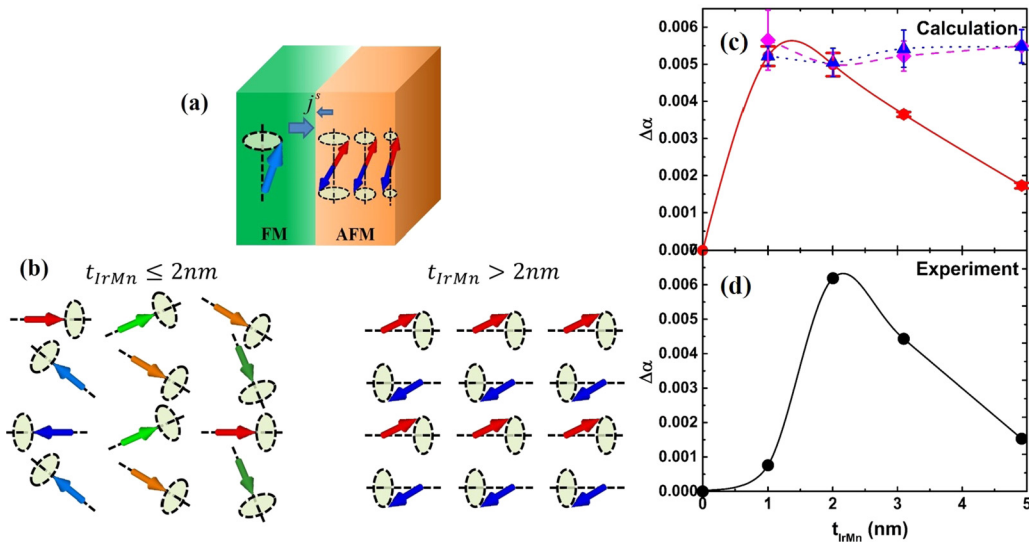 (a)
j^s
FM
AFM
(b)
t_IrMn ≤ 2nm
t_IrMn > 2nm
(c)
Calculation
Δα
0.006
0.005
0.004
0.003
0.002
0.001
(d)
Experiment
Δα
0.006
0.005
0.004
0.003
0.002
0.001
0.000
0
1
2
3
4
5
t_IrMn (nm)